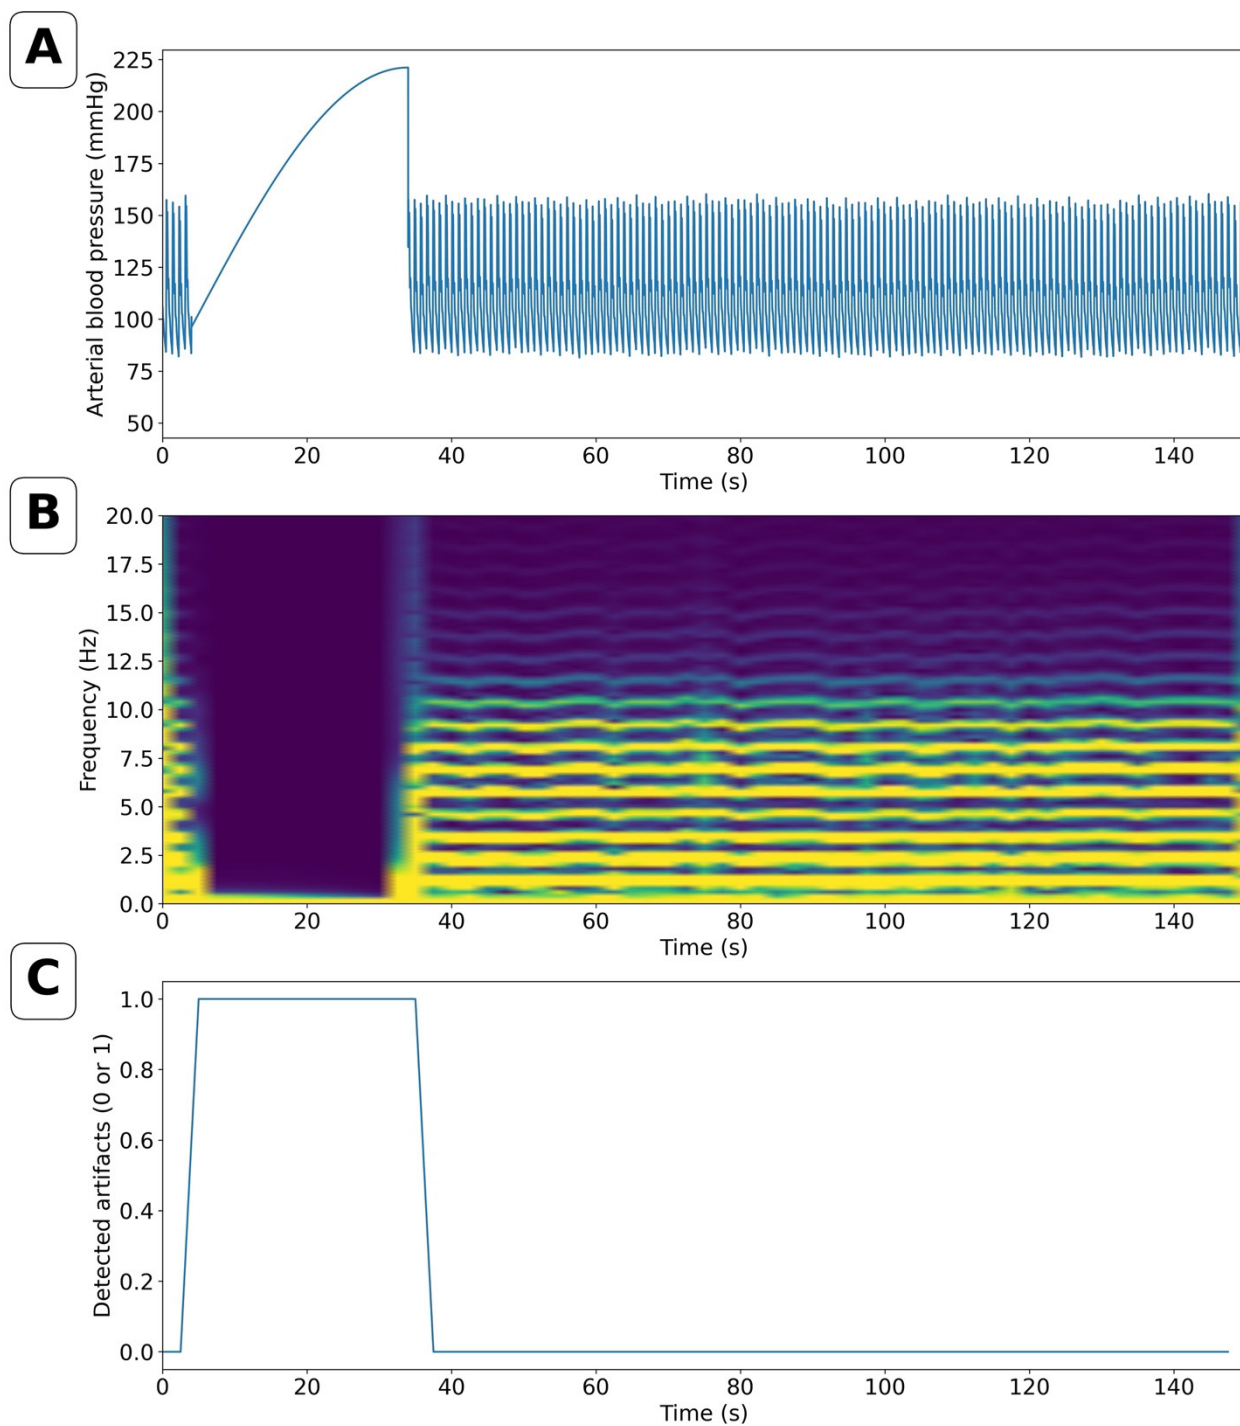 A
Arterial blood pressure (mmHg)
225
200
175
150
125
100
75
50
0 20 40 60 80 100 120 140
Time (s)
B
Frequency (Hz)
20.0
17.5
15.0
12.5
10.0
7.5
5.0
2.5
0.0
0 20 40 60 80 100 120 140
Time (s)
C
Detected artifacts (0 or 1)
1.0
0.8
0.6
0.4
0.2
0.0
0 20 40 60 80 100 120 140
Time (s)